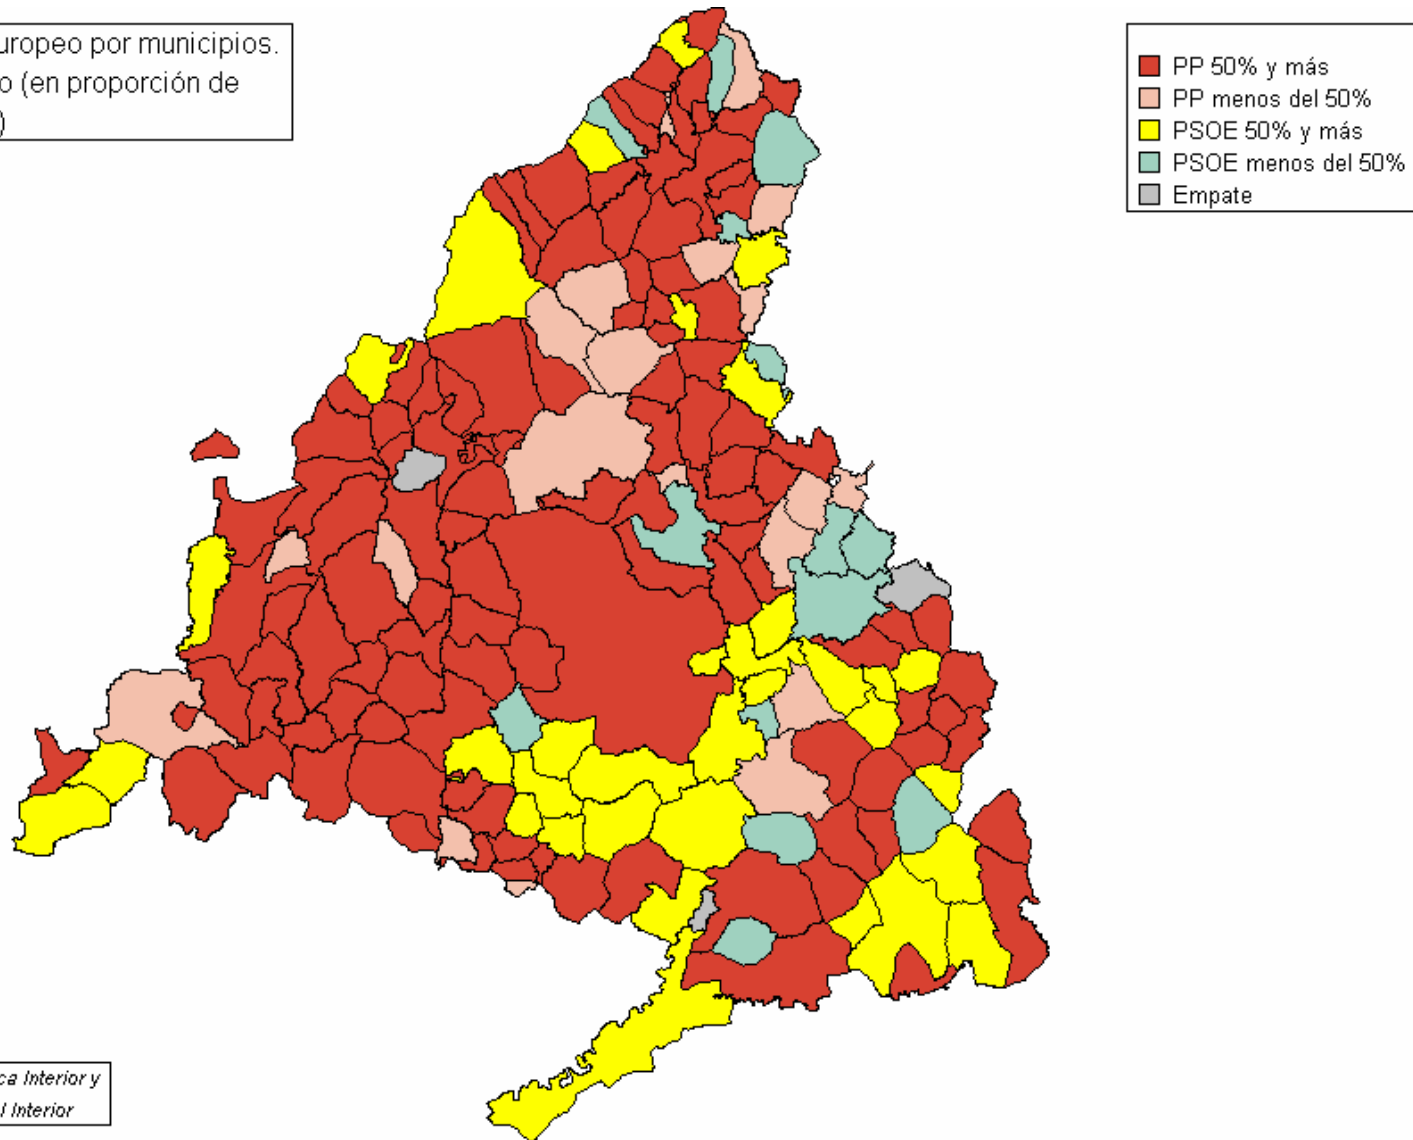 uropeo por municipios.
o (en proporción de
)
PP 50% y más
PP menos del 50%
PSOE 50% y más
PSOE menos del 50%
Empate
ca Interior y
l Interior